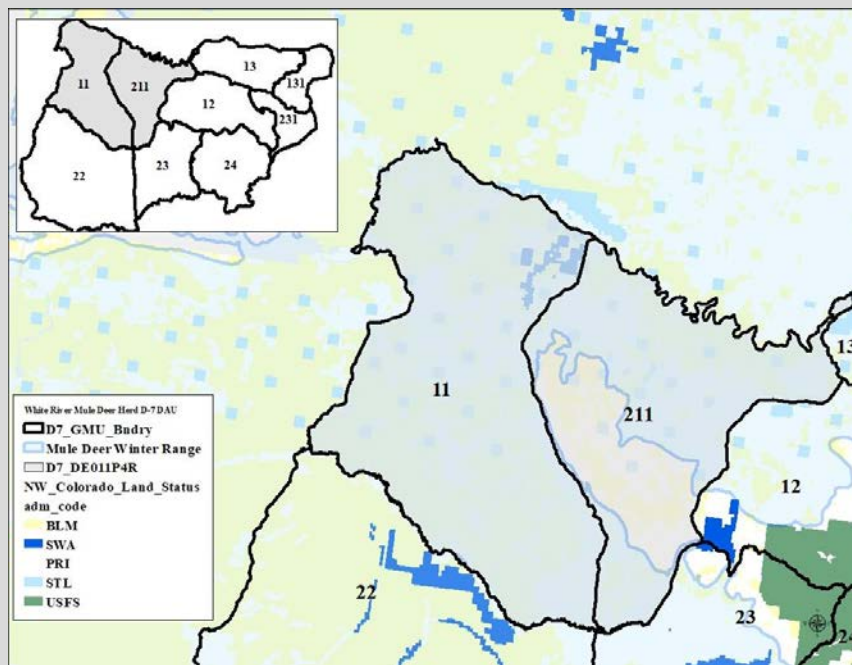 13
11
211
131
12
231
22
23
24
13
11
211
12
White River Mule Deer Herd D-7 DAU
D7_GMU_Bndry
Mule Deer Winter Range
D7_DE011P4R
NW_Colorado_Land_Status
adm_code
BLM
SWA
PRI
STL
USFS
22
23
24